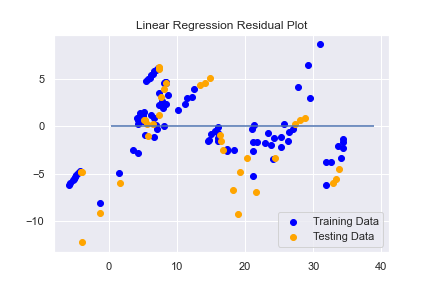 Linear Regression Residual Plot
5
0
−5
−10
0 10 20 30 40
Training Data
Testing Data